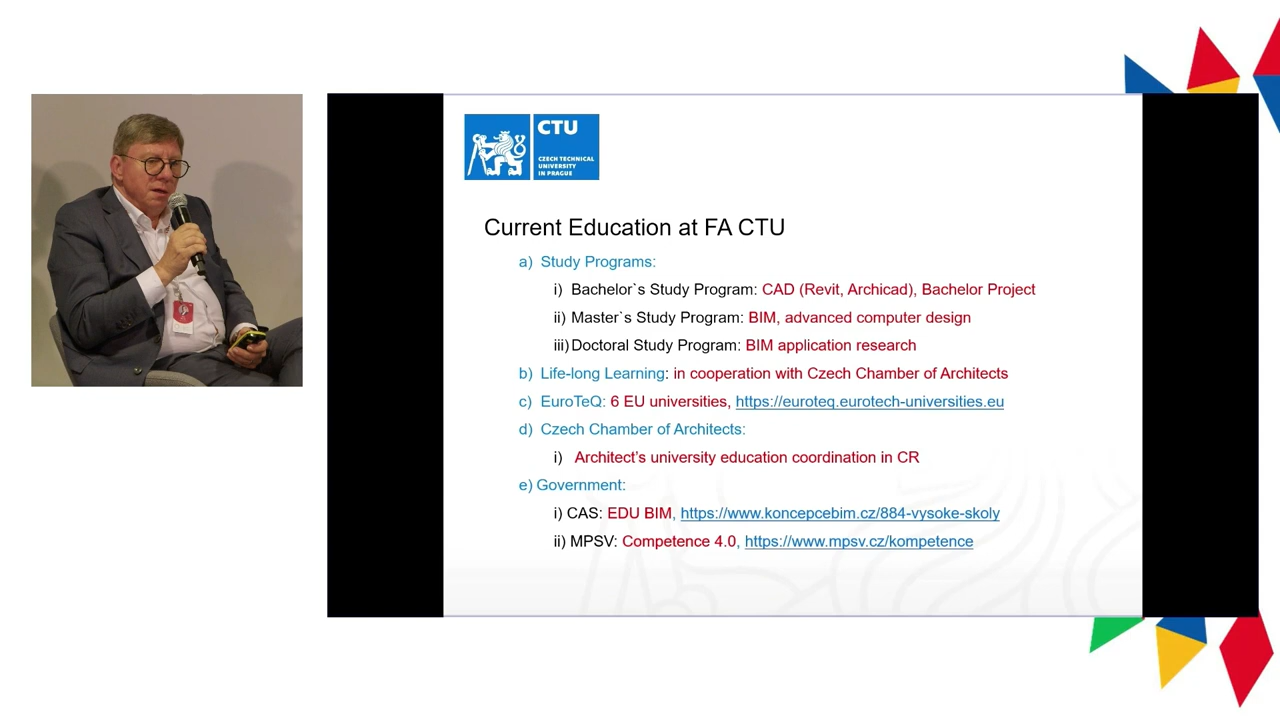 CTU
CZECH TECHNICAL
UNIVERSITY
IN PRAGUE
Current Education at FA CTU
a) Study Programs:
i) Bachelor`s Study Program: CAD (Revit, Archicad), Bachelor Project
ii) Master`s Study Program: BIM, advanced computer design
iii) Doctoral Study Program: BIM application research
b) Life-long Learning: in cooperation with Czech Chamber of Architects
c) EuroTeQ: 6 EU universities, https://euroteq.eurotech-universities.eu
d) Czech Chamber of Architects:
i) Architect's university education coordination in CR
e) Government:
i) CAS: EDU BIM, https://www.koncepcebim.cz/884-vysoke-skoly
ii) MPSV: Competence 4.0, https://www.mpsv.cz/kompetence